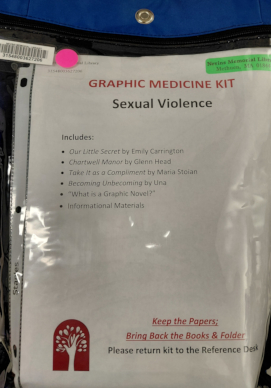 GRAPHIC MEDICINE KIT
Sexual Violence
Includes:
• Our Little Secret by Emily Carrington
• Chartwell Manor by Glenn Head
• Take It as a Compliment by Maria Stoian
• Becoming Unbecoming by Una
• "What is a Graphic Novel?"
• Informational Materials
Keep the Papers;
Bring Back the Books & Folder
Please return kit to the Reference Desk